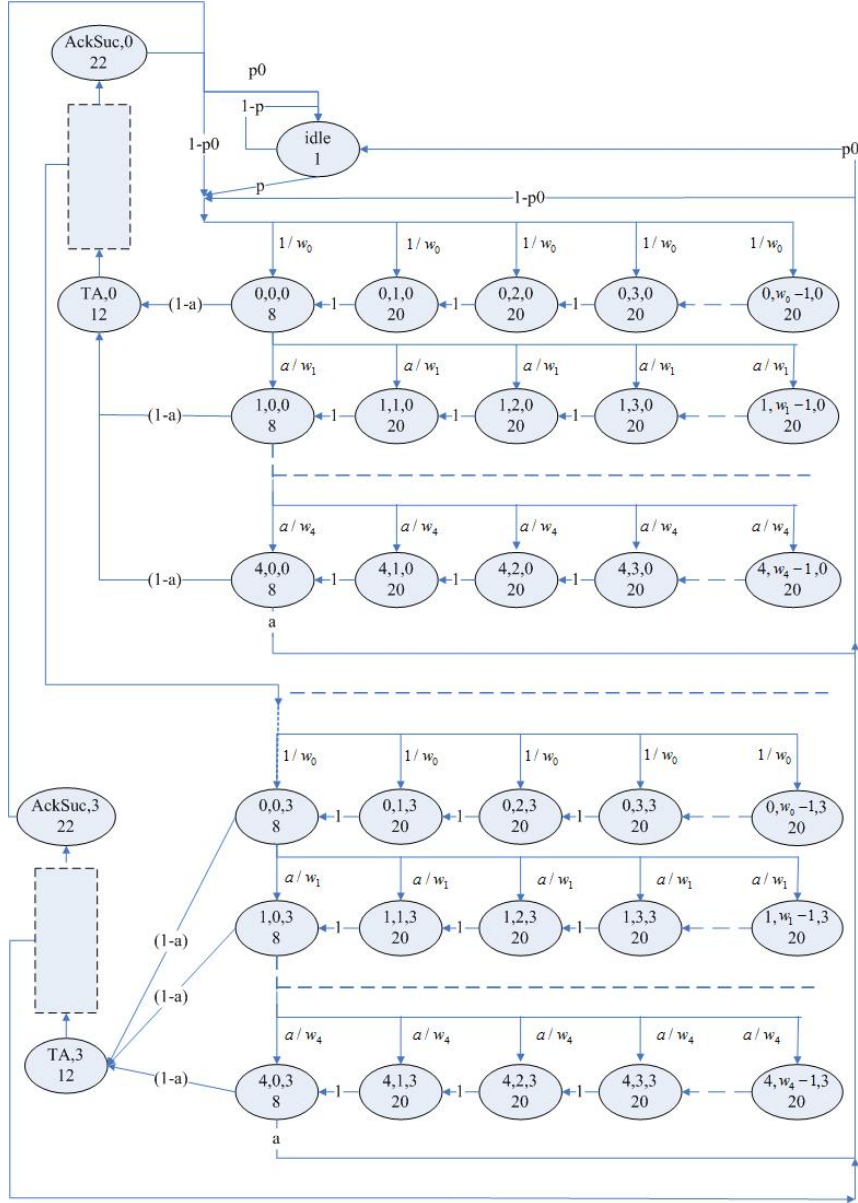 AckSuc,0
22
p0
1-p
idle
1
1-p0
p0
p
1-p0
1/w₀ 1/w₀ 1/w₀ 1/w₀ 1/w₀
TA,0
12
(1-a)
0,0,0
8
1
0,1,0
20
1
0,2,0
20
1
0,3,0
20
0,w₀−1,0
20
a/w₁ a/w₁ a/w₁ a/w₁ a/w₁
(1-a)
1,0,0
8
1
1,1,0
20
1
1,2,0
20
1
1,3,0
20
1,w₁−1,0
20
a/w₄ a/w₄ a/w₄ a/w₄ a/w₄
(1-a)
4,0,0
8
1
4,1,0
20
1
4,2,0
20
1
4,3,0
20
4,w₄−1,0
20
a
1/w₀ 1/w₀ 1/w₀ 1/w₀ 1/w₀
AckSuc,3
22
0,0,3
8
1
0,1,3
20
1
0,2,3
20
1
0,3,3
20
0,w₀−1,3
20
a/w₁ a/w₁ a/w₁ a/w₁ a/w₁
(1-a)
1,0,3
8
1
1,1,3
20
1
1,2,3
20
1
1,3,3
20
1,w₁−1,3
20
(1-a)
a/w₄ a/w₄ a/w₄ a/w₄ a/w₄
TA,3
12
(1-a)
4,0,3
8
1
4,1,3
20
1
4,2,3
20
1
4,3,3
20
4,w₄−1,3
20
a